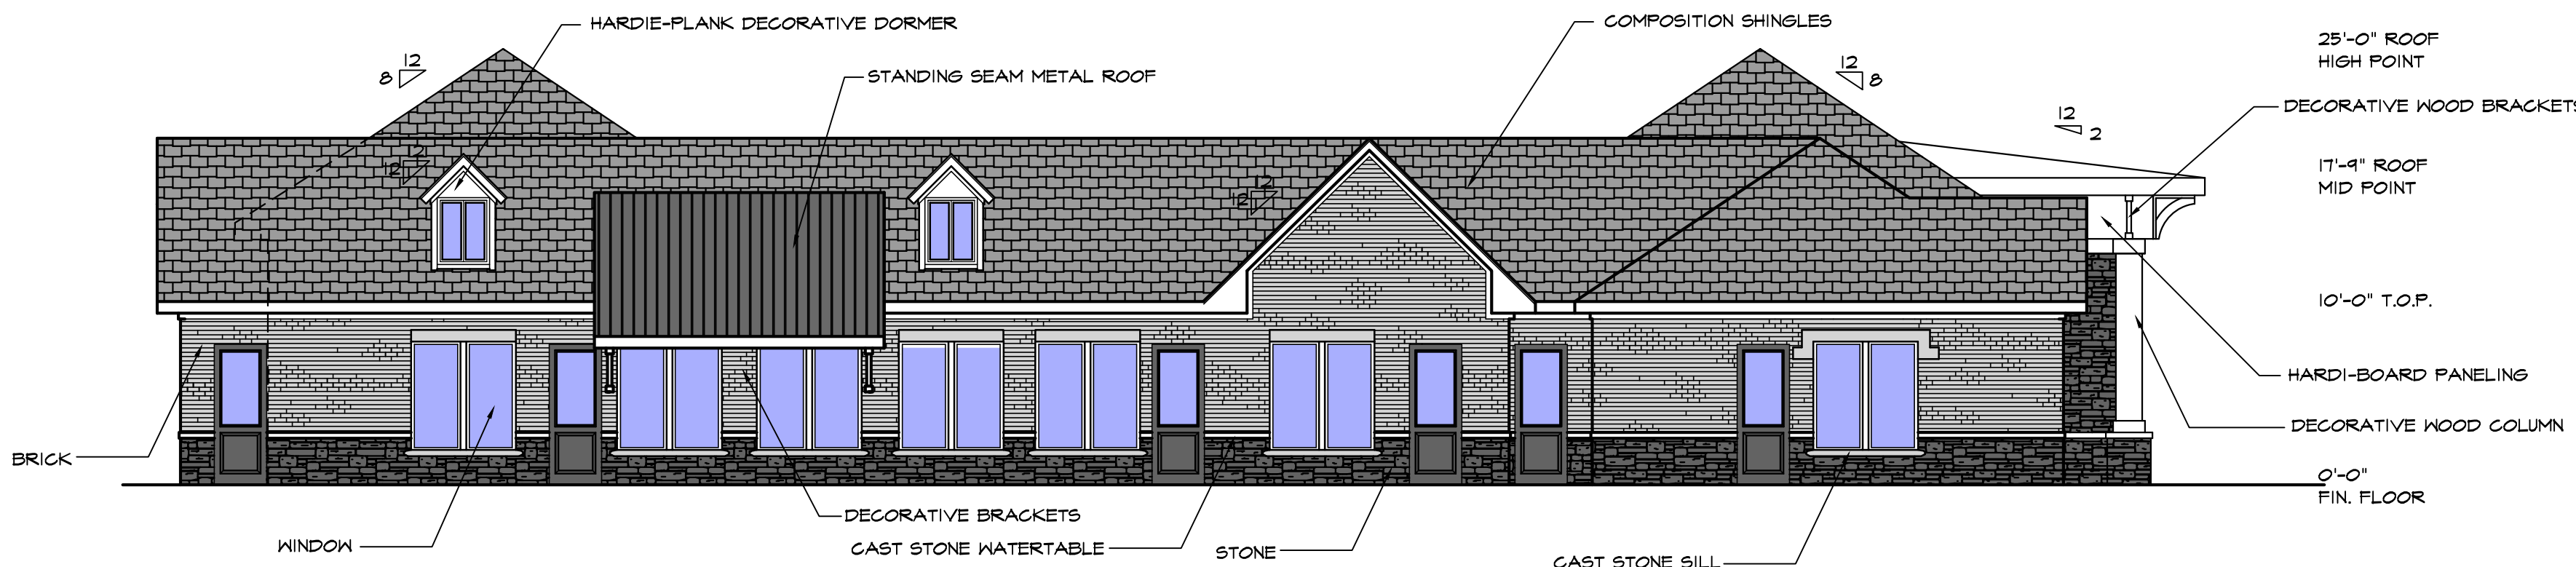 HARDIE-PLANK DECORATIVE DORMER
COMPOSITION SHINGLES
25'-0" ROOF
HIGH POINT
12
8
STANDING SEAM METAL ROOF
12
8
DECORATIVE WOOD BRACKETS
12
2
12
12
17'-9" ROOF
MID POINT
12
12
10'-0" T.O.P.
HARDI-BOARD PANELING
DECORATIVE WOOD COLUMN
BRICK
0'-0"
FIN. FLOOR
DECORATIVE BRACKETS
WINDOW
CAST STONE WATERTABLE
STONE
CAST STONE SILL